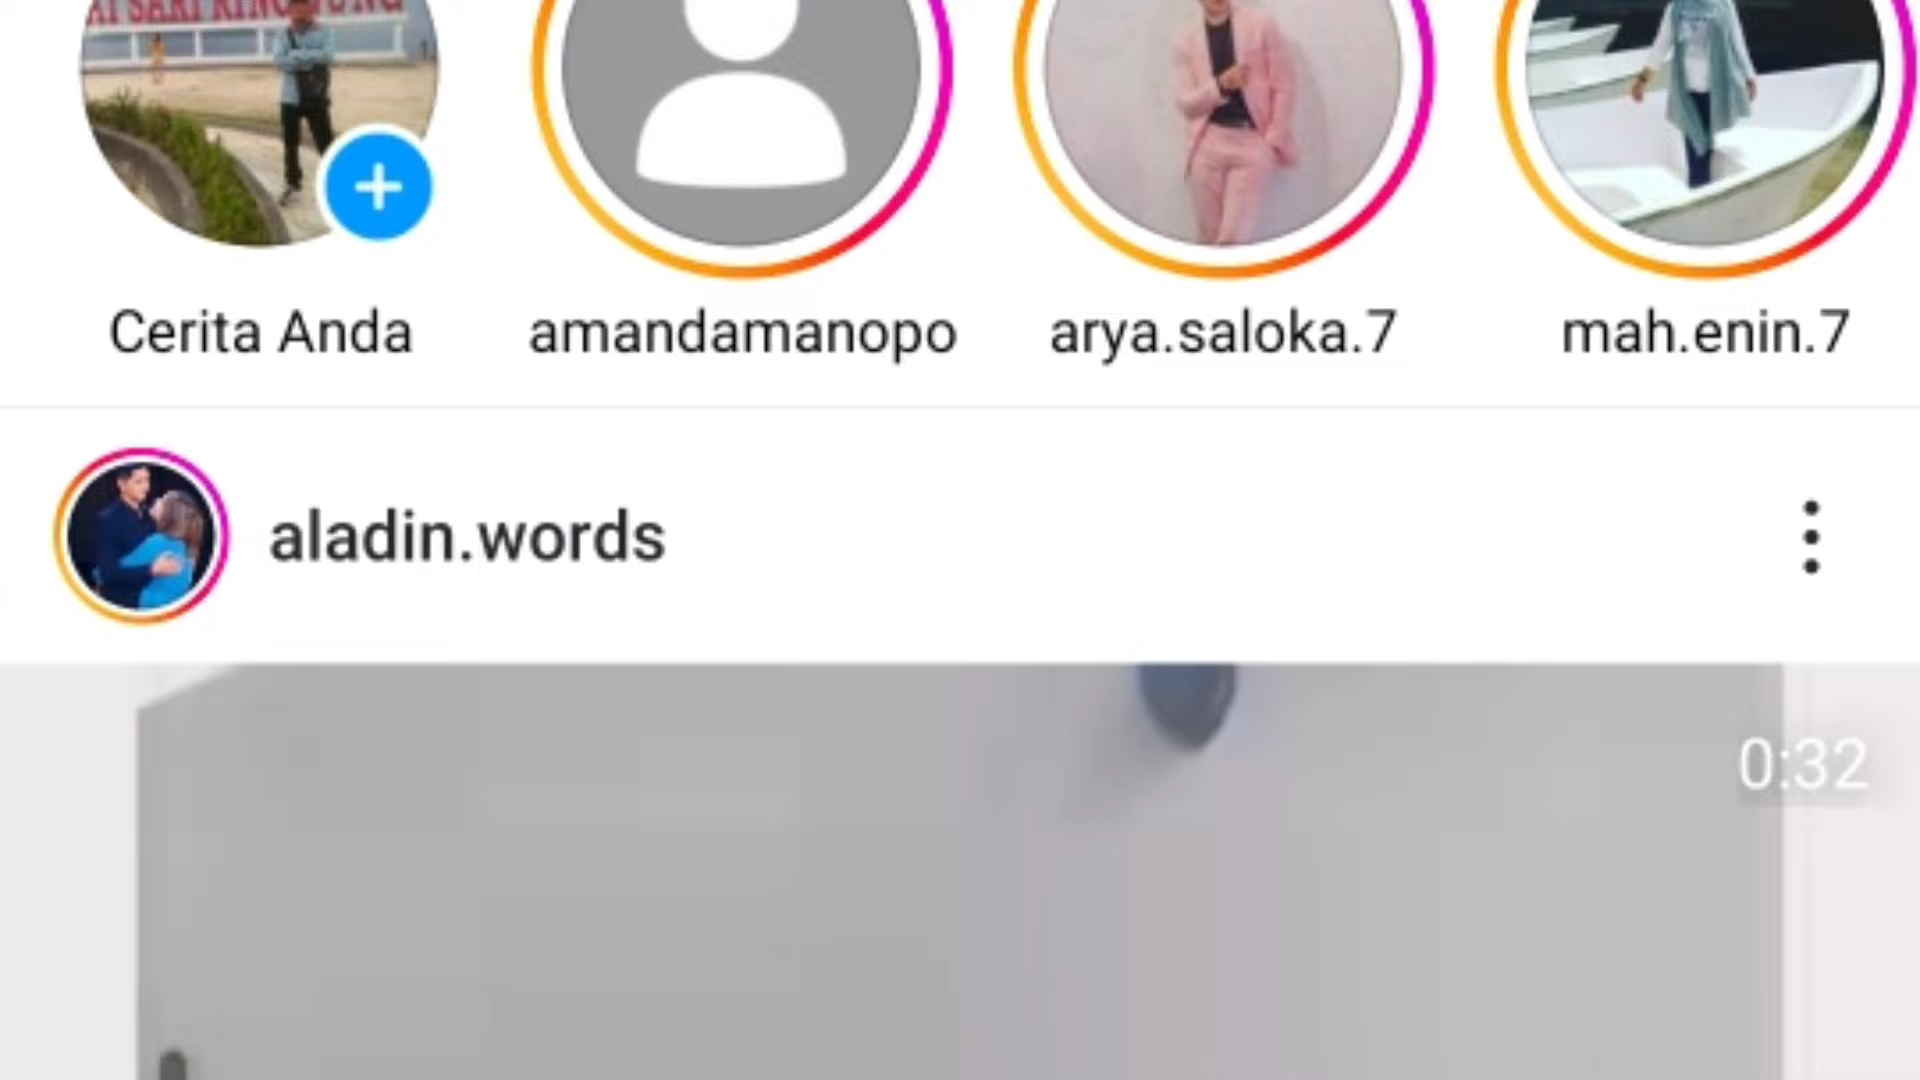 Cerita Anda
amandamanopo
arya.saloka.7
mah.enin.7
aladin.words
0:32